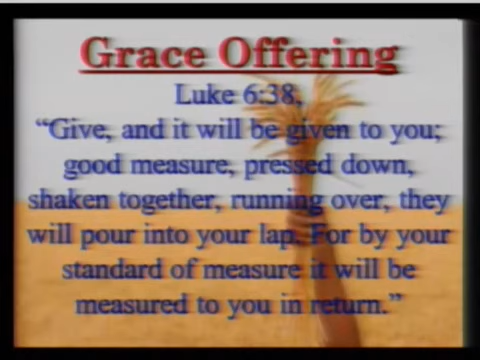 Grace Offering
Luke 6:38,
“Give, and it will be given to you;
good measure, pressed down,
shaken together, running over, they
will pour into your lap. For by your
standard of measure it will be
measured to you in return.”